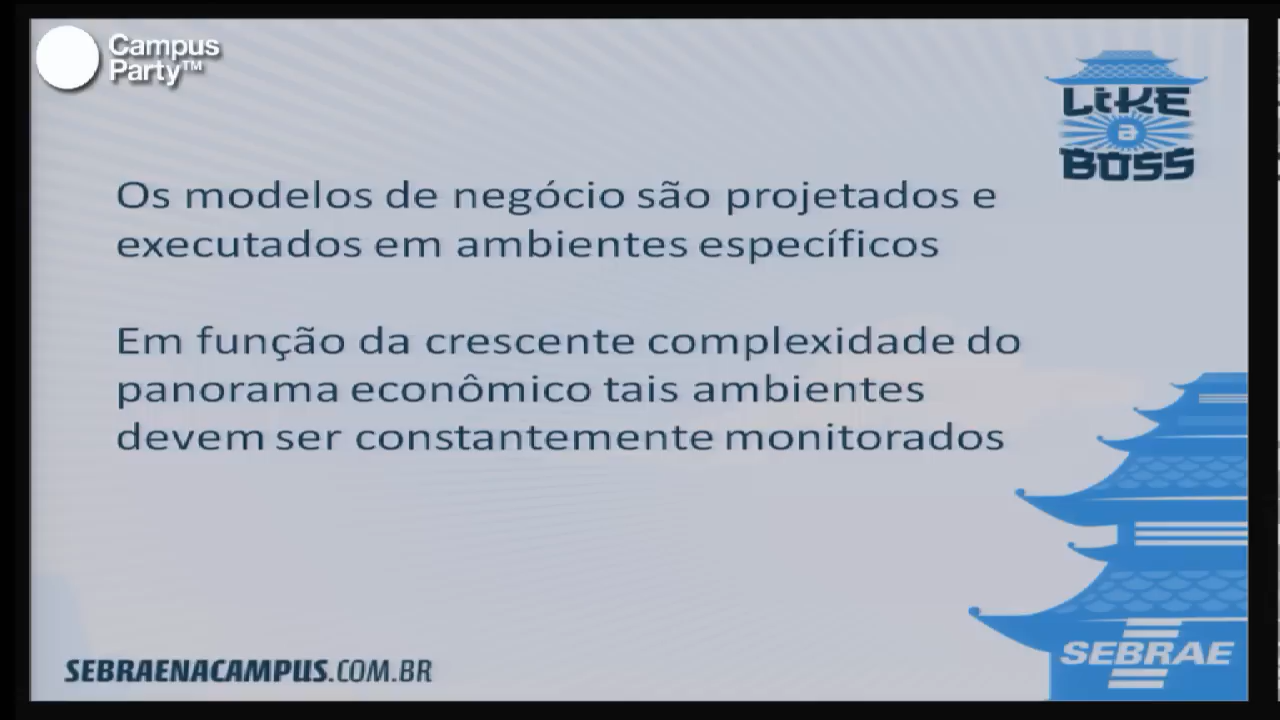 Campus
Party™
LIKE
a
BOSS
Os modelos de negócio são projetados e
executados em ambientes específicos
Em função da crescente complexidade do
panorama econômico tais ambientes
devem ser constantemente monitorados
SEBRAENACAMPUS.COM.BR
SEBRAE